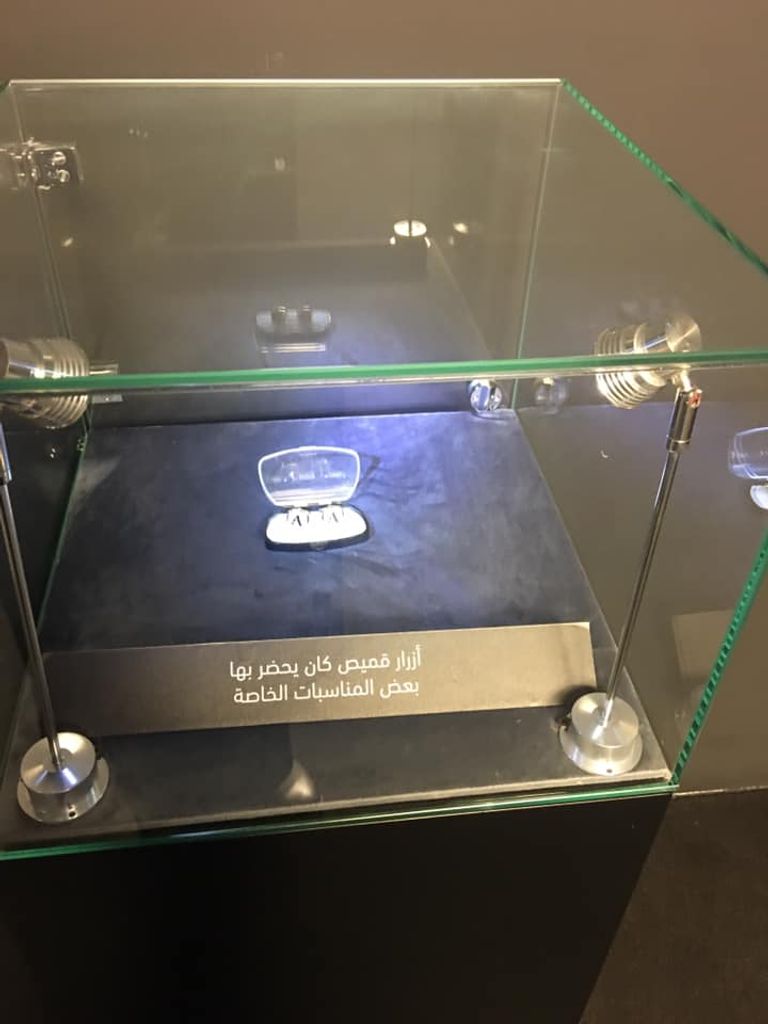 أزرار قميص كان يحضر بها
بعض المناسبات الخاصة